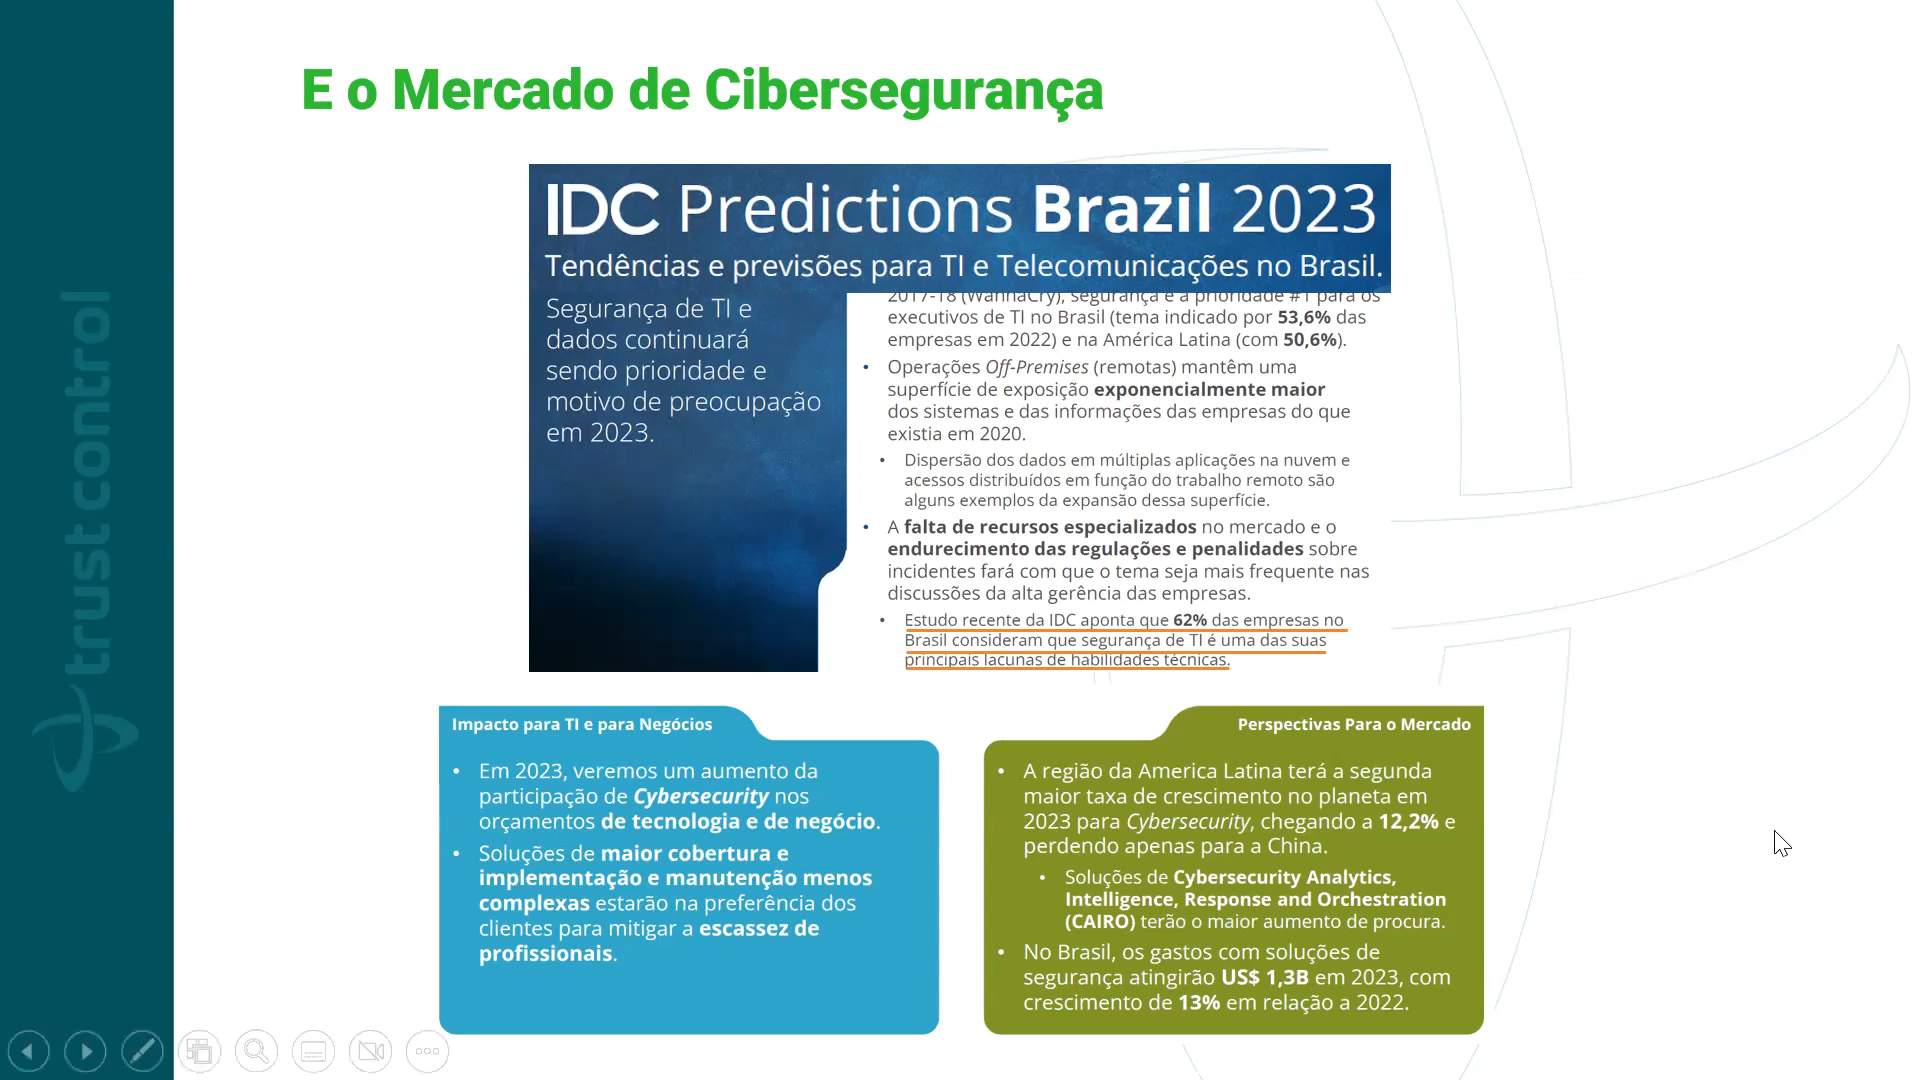 E o Mercado de Cibersegurança
IDC Predictions Brazil 2023
Tendências e previsões para TI e Telecomunicações no Brasil.
Segurança de TI e
dados continuará
sendo prioridade e
motivo de preocupação
em 2023.
2017-18 (WannaCry), segurança é a prioridade #1 para os
executivos de TI no Brasil (tema indicado por 53,6% das
empresas em 2022) e na América Latina (com 50,6%).
• Operações Off-Premises (remotas) mantêm uma
superfície de exposição exponencialmente maior
dos sistemas e das informações das empresas do que
existia em 2020.
• Dispersão dos dados em múltiplas aplicações na nuvem e
acessos distribuídos em função do trabalho remoto são
alguns exemplos da expansão dessa superfície.
• A falta de recursos especializados no mercado e o
endurecimento das regulações e penalidades sobre
incidentes fará com que o tema seja mais frequente nas
discussões da alta gerência das empresas.
• Estudo recente da IDC aponta que 62% das empresas no
Brasil consideram que segurança de TI é uma das suas
principais lacunas de habilidades técnicas.
Impacto para TI e para Negócios
• Em 2023, veremos um aumento da
participação de Cybersecurity nos
orçamentos de tecnologia e de negócio.
• Soluções de maior cobertura e
implementação e manutenção menos
complexas estarão na preferência dos
clientes para mitigar a escassez de
profissionais.
Perspectivas Para o Mercado
• A região da America Latina terá a segunda
maior taxa de crescimento no planeta em
2023 para Cybersecurity, chegando a 12,2% e
perdendo apenas para a China.
• Soluções de Cybersecurity Analytics,
Intelligence, Response and Orchestration
(CAIRO) terão o maior aumento de procura.
• No Brasil, os gastos com soluções de
segurança atingirão US$ 1,3B em 2023, com
crescimento de 13% em relação a 2022.
trust control